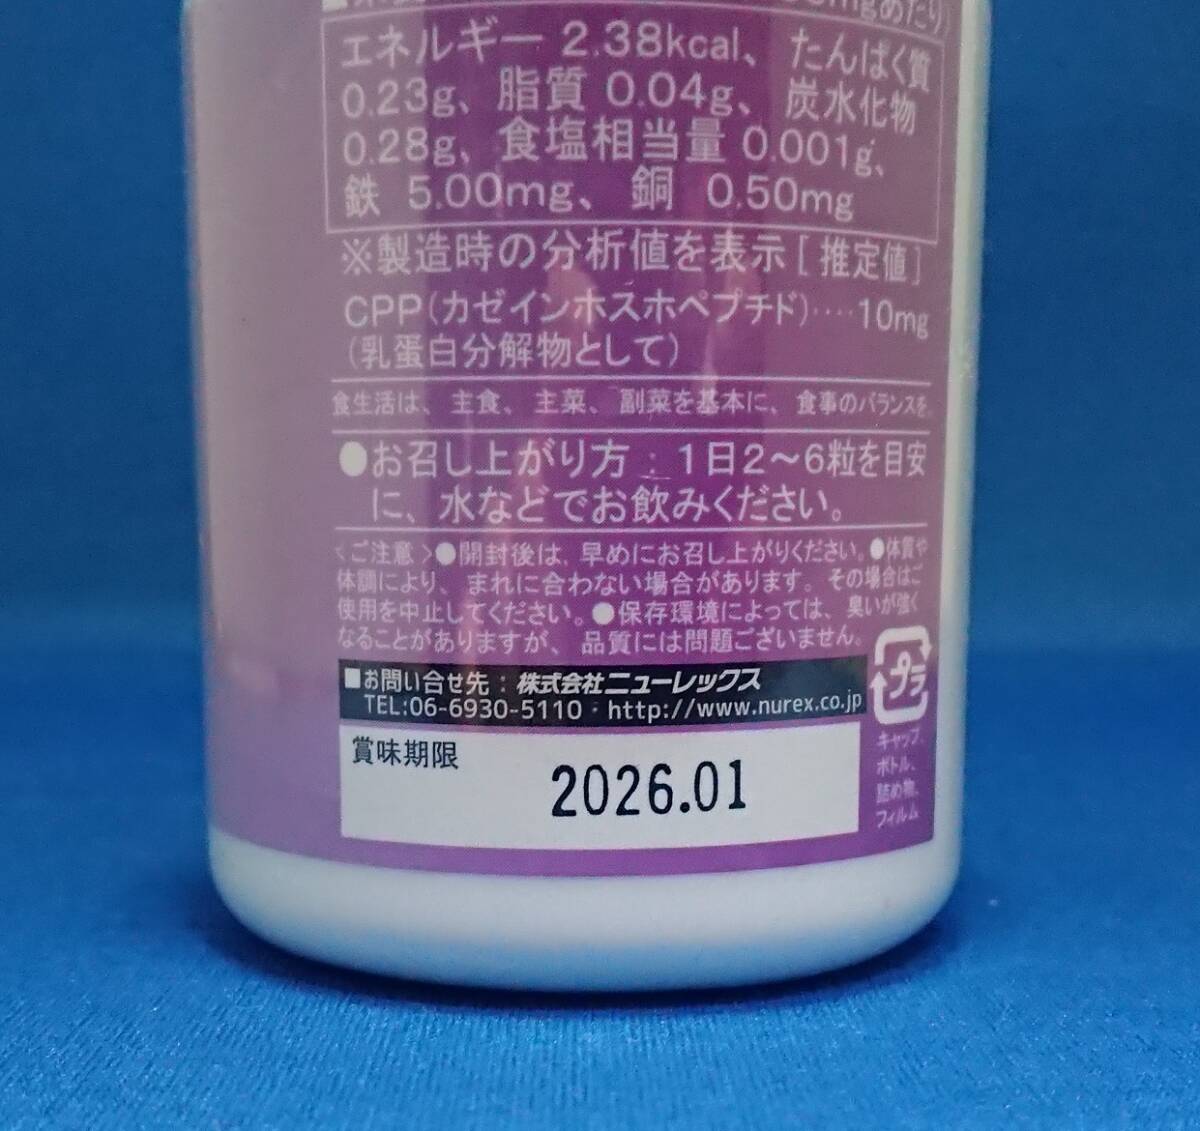 mgあたり)
エネルギー 2.38kcal、たんぱく質
0.23g、脂質 0.04g、炭水化物
0.28g、食塩相当量 0.001g、
鉄 5.00mg、銅 0.50mg
※製造時の分析値を表示[推定値]
CPP(カゼインホスホペプチド)‥‥10mg
(乳蛋白分解物として)
食生活は、主食、主菜、副菜を基本に、食事のバランスを。
●お召し上がり方:1日2〜6粒を目安
に、水などでお飲みください。
<ご注意>●開封後は、早めにお召し上がりください。●体質や
体調により、まれに合わない場合があります。その場合はご
使用を中止してください。●保存環境によっては、臭いが強く
なることがありますが、品質には問題ございません。
■お問い合せ先:株式会社ニューレックス
TEL:06-6930-5110・http://www.nurex.co.jp
プラ
キャップ、
ボトル、
詰め物、
フィルム
賞味期限
2026.01